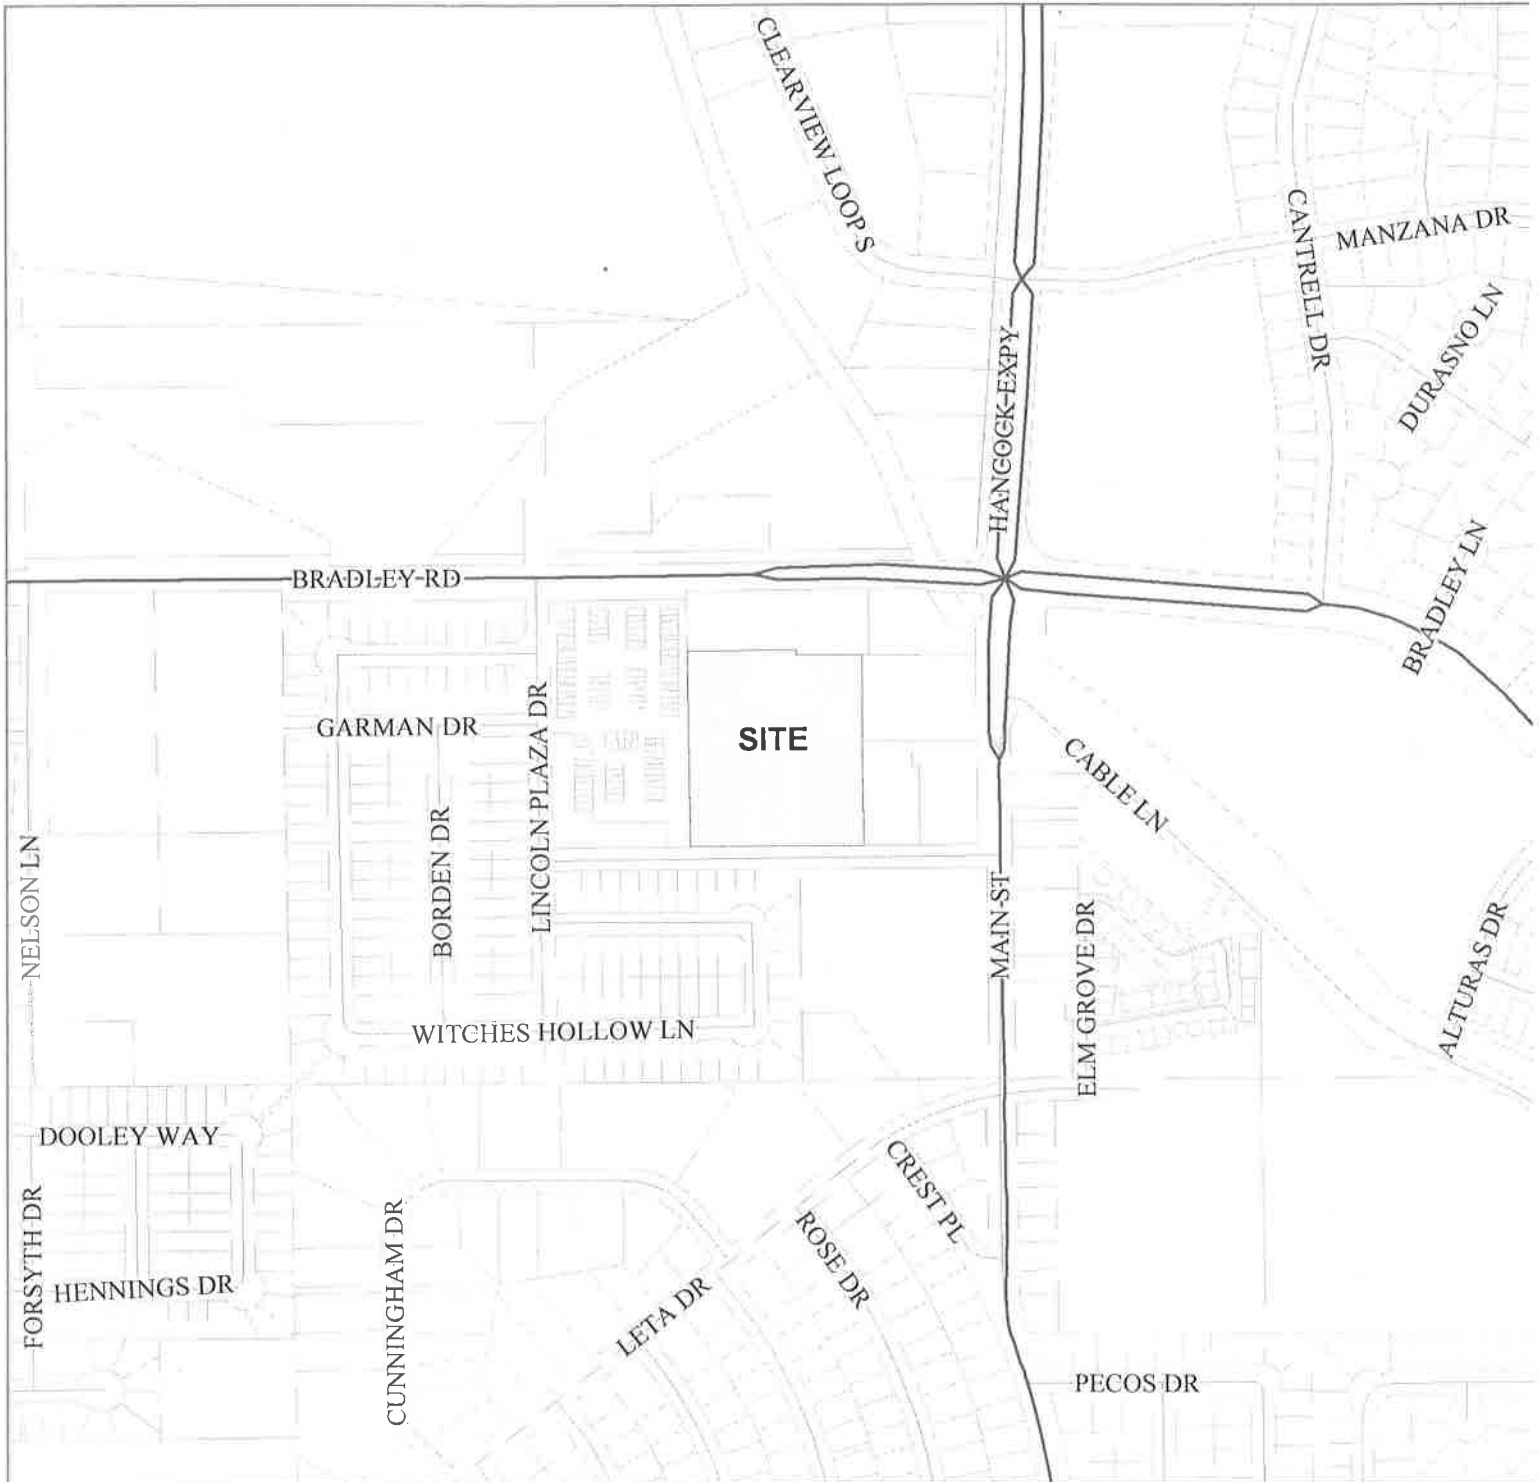 CLEARVIEW LOOP S
CANTRELL DR
MANZANA DR
DURASNO LN
HANCOCK EXPY
BRADLEY RD
BRADLEY LN
GARMAN DR
LINCOLN PLAZA DR
SITE
CABLE LN
BORDEN DR
NELSON LN
MAIN ST
ELM GROVE DR
ALTURAS DR
WITCHES HOLLOW LN
DOOLEY WAY
FORSYTH DR
HENNINGS DR
CUNNINGHAM DR
CREST PL
ROSE DR
LETA DR
PECOS DR